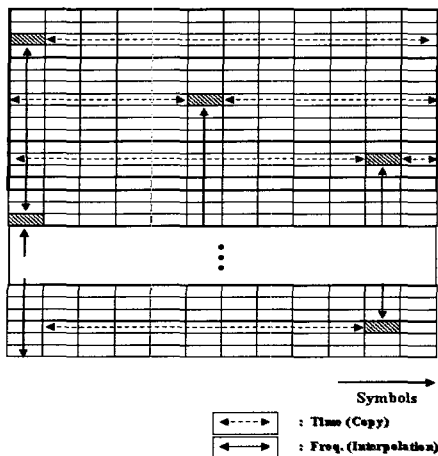 Symbols
: Time (Copy)
: Freq. (Interpolation)